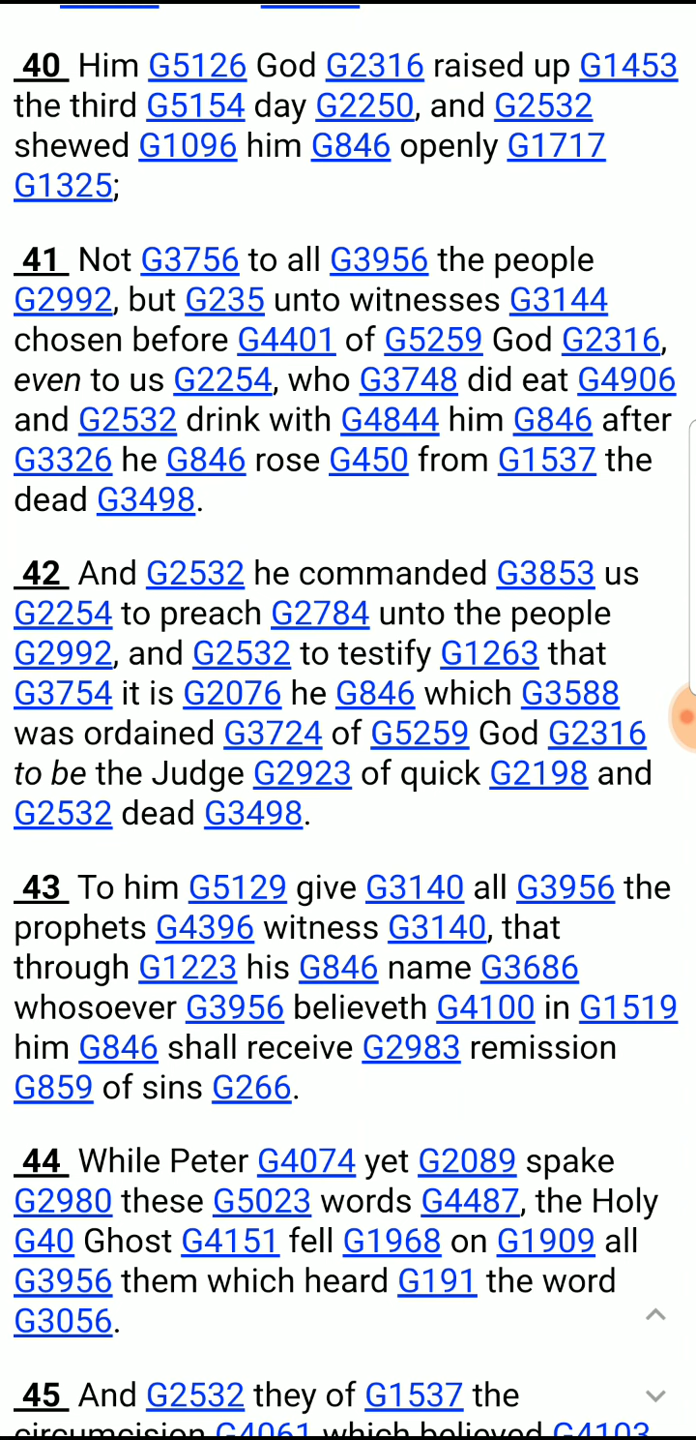 40 Him G5126 God G2316 raised up G1453
the third G5154 day G2250, and G2532
shewed G1096 him G846 openly G1717
G1325;
41 Not G3756 to all G3956 the people
G2992, but G235 unto witnesses G3144
chosen before G4401 of G5259 God G2316,
even to us G2254, who G3748 did eat G4906
and G2532 drink with G4844 him G846 after
G3326 he G846 rose G450 from G1537 the
dead G3498.
42 And G2532 he commanded G3853 us
G2254 to preach G2784 unto the people
G2992, and G2532 to testify G1263 that
G3754 it is G2076 he G846 which G3588
was ordained G3724 of G5259 God G2316
to be the Judge G2923 of quick G2198 and
G2532 dead G3498.
43 To him G5129 give G3140 all G3956 the
prophets G4396 witness G3140, that
through G1223 his G846 name G3686
whosoever G3956 believeth G4100 in G1519
him G846 shall receive G2983 remission
G859 of sins G266.
44 While Peter G4074 yet G2089 spake
G2980 these G5023 words G4487, the Holy
G40 Ghost G4151 fell G1968 on G1909 all
G3956 them which heard G191 the word
G3056.
45 And G2532 they of G1537 the
circumcision G4061 which believed G4103